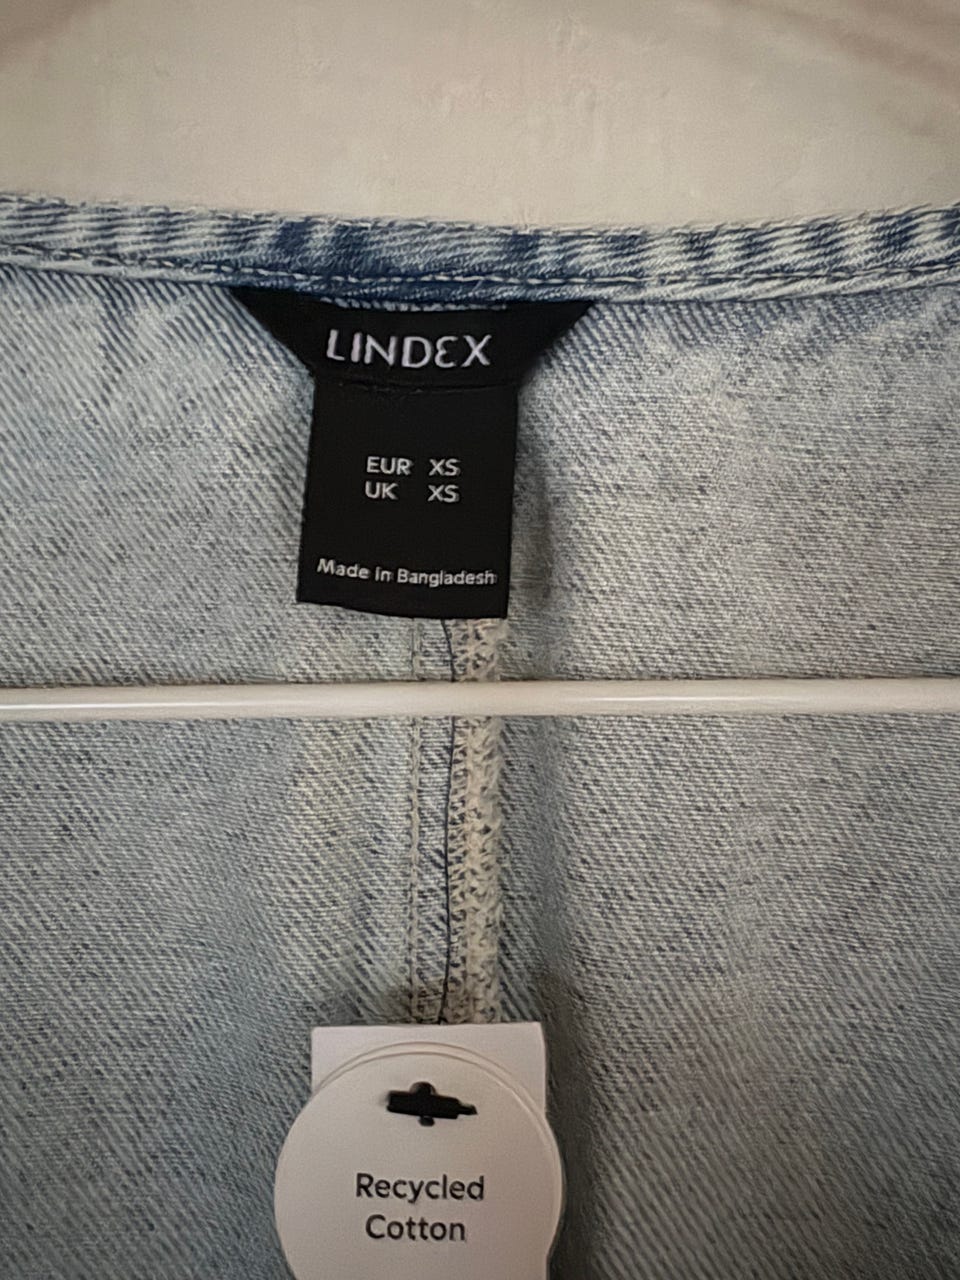 LINDEX
EUR XS
UK XS
Made in Bangladesh
Recycled
Cotton